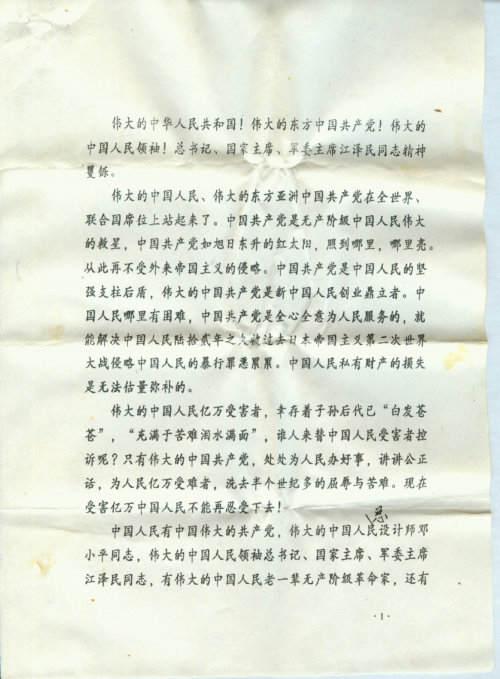 伟大的中华人民共和国！伟大的东方中国共产党！伟大的
中国人民领袖！总书记、国家主席、军委主席江泽民同志精神
矍铄。
伟大的中国人民、伟大的东方亚洲中国共产党在全世界、
联合国席位上站起来了。中国共产党是无产阶级中国人民伟大
的救星，中国共产党如旭日东升的红太阳，照到哪里，哪里亮。
从此再不受外来帝国主义的侵略。中国共产党是中国人民的坚
强支柱后盾，伟大的中国共产党是新中国人民创业鼎立者。中
国人民哪里有困难，中国共产党是全心全意为人民服务的，就
能解决中国人民陆拾贰年之久被过去日本帝国主义第二次世界
大战侵略中国人民的暴行罪恶累累。中国人民私有财产的损失
是无法估量弥补的。
伟大的中国人民亿万受害者，幸存着子孙后代已“白发苍
苍”，“充满于苦难泪水满面”，谁人来替中国人民受害者控
诉呢？只有伟大的中国共产党，处处为人民办好事，讲讲公正
话，为人民亿万受难者，洗去半个世纪多的屈辱与苦难。现在
受害亿万中国人民不能再忍受下去！
总
中国人民有中国伟大的共产党，伟大的中国人民设计师邓
小平同志，伟大的中国人民领袖总书记、国家主席、军委主席
江泽民同志，有伟大的中国人民老一辈无产阶级革命家，还有
·1·